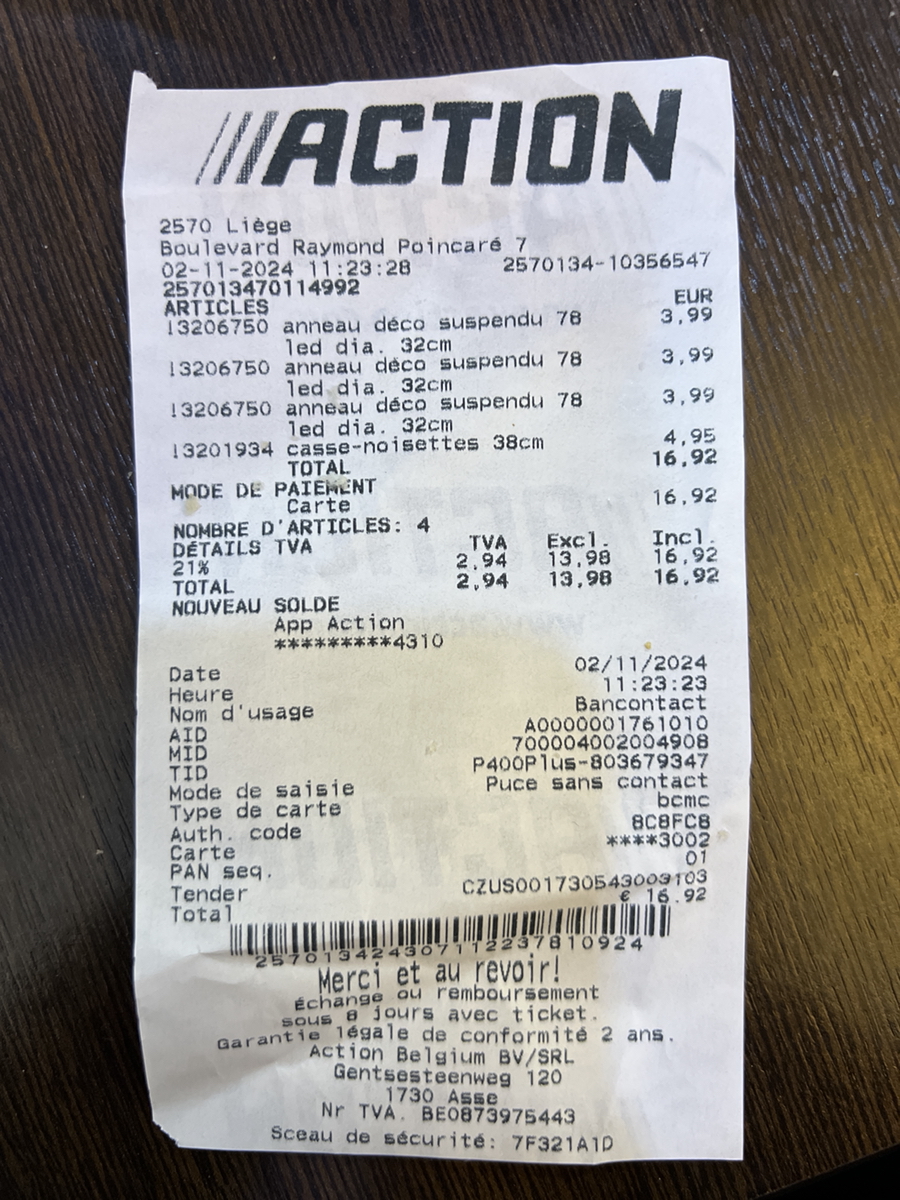 ///ACTION
2570 Liège
Boulevard Raymond Poincaré 7
02-11-2024 11:23:28 2570134-10356547
257013470114992
ARTICLES EUR
13206750 anneau déco suspendu 78 3,99
led dia. 32cm
13206750 anneau déco suspendu 78 3,99
led dia. 32cm
13206750 anneau déco suspendu 78 3,99
led dia. 32cm
13201934 casse-noisettes 38cm 4,95
TOTAL 16,92
MODE DE PAIEMENT
Carte 16,92
NOMBRE D'ARTICLES: 4
DÉTAILS TVA TVA Excl. Incl.
21% 2,94 13,98 16,92
TOTAL 2,94 13,98 16,92
NOUVEAU SOLDE
App Action
*********4310
Date 02/11/2024
Heure 11:23:23
Nom d'usage Bancontact
AID A0000001761010
MID 700004002004908
TID P400Plus-803679347
Mode de saisie Puce sans contact
Type de carte bcmc
Auth. code 8C8FC8
Carte ****3002
PAN seq. 01
Tender CZUS001730543003103
Total € 16.92
2570134243071122378109​24
Merci et au revoir!
Échange ou remboursement
sous 8 jours avec ticket.
Garantie légale de conformité 2 ans.
Action Belgium BV/SRL
Gentsesteenweg 120
1730 Asse
Nr TVA. BE0873975443
Sceau de sécurité: 7F321A1D